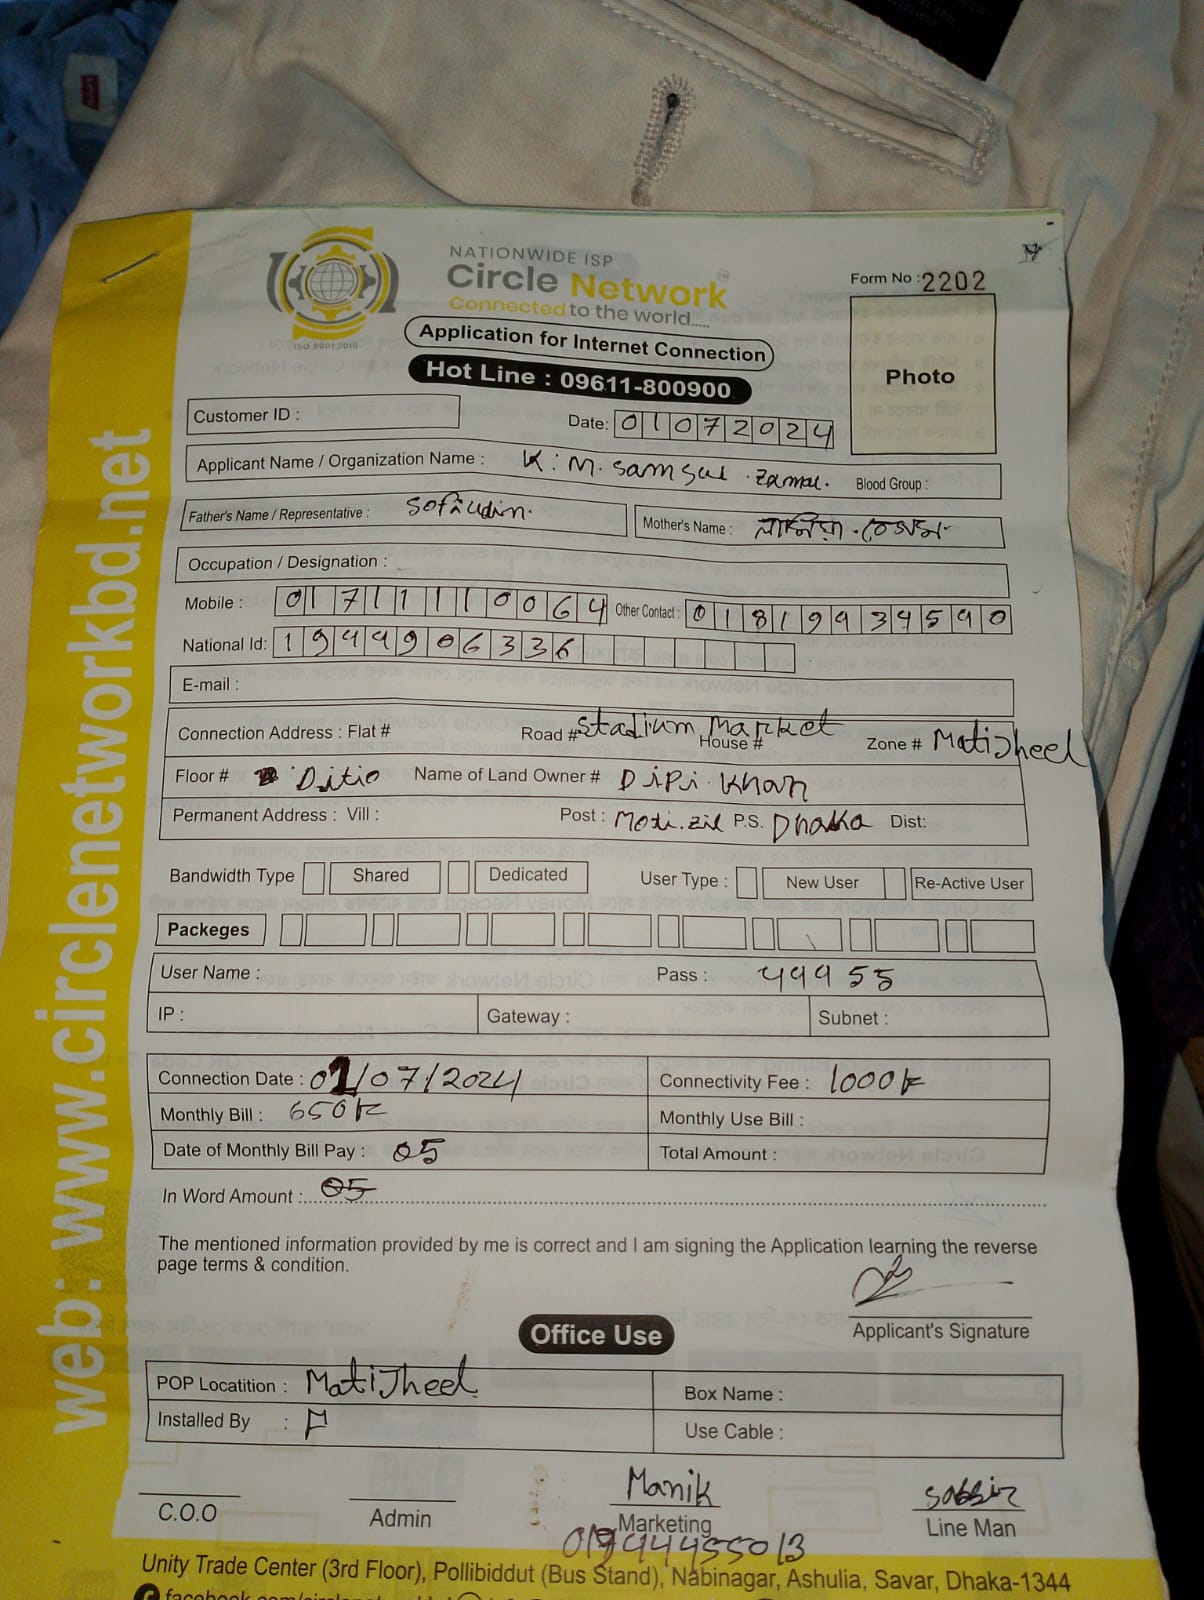 NATIONWIDE ISP
Circle Network
Connected to the world.....
ISO 9001:2015
Form No : 2202
Application for Internet Connection
Hot Line : 09611-800900
Photo
Customer ID :
Date: 01072024
Applicant Name / Organization Name : K. M. Samsul Zamal. Blood Group :
Father's Name / Representative : Sofiudin. Mother's Name :
Occupation / Designation :
Mobile : 01711110064 Other Contact : 01819934590
National Id: 1949906336
E-mail :
Connection Address : Flat # Road # Stadium Market House # Zone # MatiJheel
Floor # Ditio Name of Land Owner # DiPi Khan
Permanent Address : Vill : Post : Moti.zil P.S. Dhaka Dist:
Bandwidth Type Shared Dedicated User Type : New User Re-Active User
Packeges
User Name : Pass : 49955
IP : Gateway : Subnet :
Connection Date : 01/07/2024 Connectivity Fee : 1000
Monthly Bill : 650 Monthly Use Bill :
Date of Monthly Bill Pay : 05 Total Amount :
In Word Amount : 05
The mentioned information provided by me is correct and I am signing the Application learning the reverse
page terms & condition.
Applicant's Signature
Office Use
POP Locatition : MatiJheel Box Name :
Installed By : Use Cable :
Manik Sabbir
C.O.O Admin Marketing Line Man
Unity Trade Center (3rd Floor), Pollibiddut (Bus Stand), Nabinagar, Ashulia, Savar, Dhaka-1344
web: www.circlenetworkbd.net